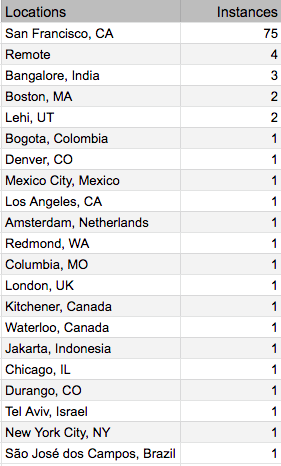 Locations Instances
San Francisco, CA 75
Remote 4
Bangalore, India 3
Boston, MA 2
Lehi, UT 2
Bogota, Colombia 1
Denver, CO 1
Mexico City, Mexico 1
Los Angeles, CA 1
Amsterdam, Netherlands 1
Redmond, WA 1
Columbia, MO 1
London, UK 1
Kitchener, Canada 1
Waterloo, Canada 1
Jakarta, Indonesia 1
Chicago, IL 1
Durango, CO 1
Tel Aviv, Israel 1
New York City, NY 1
São José dos Campos, Brazil 1